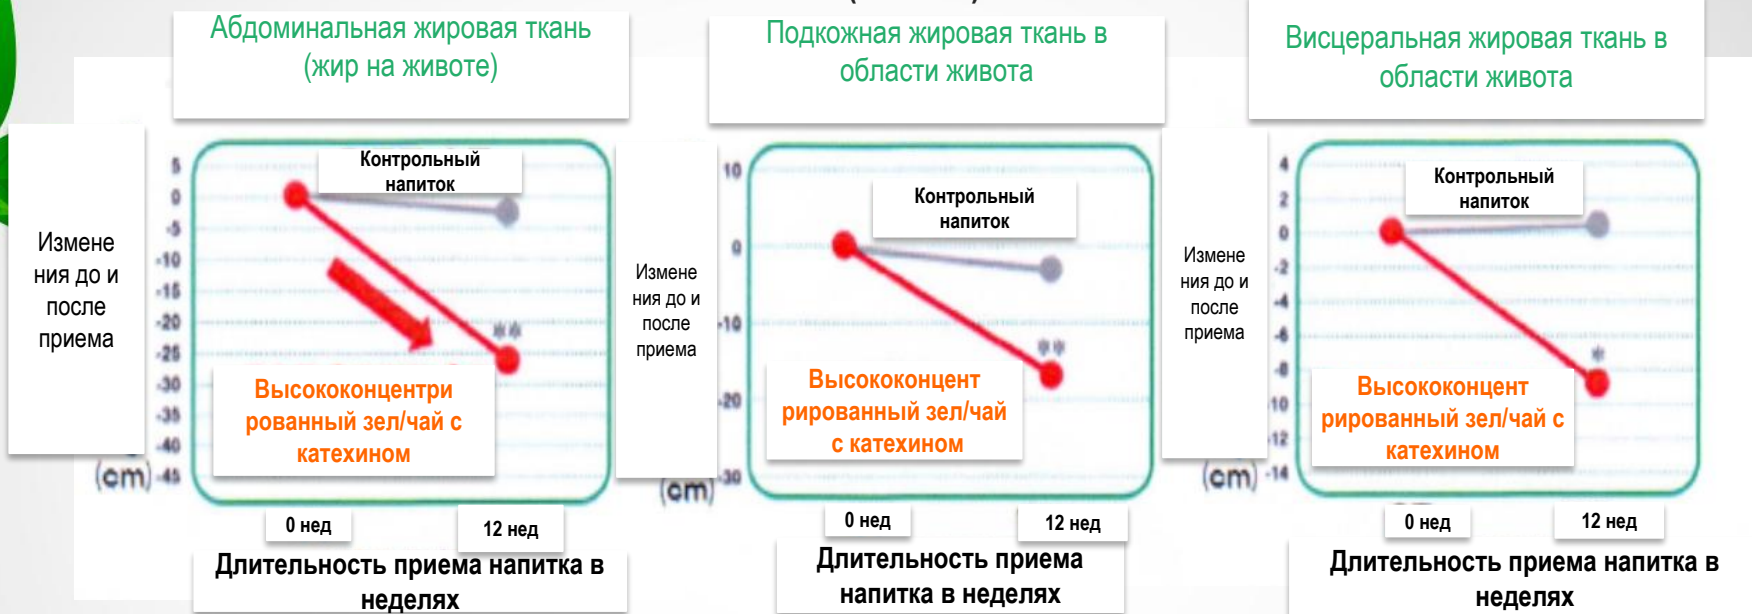 Абдоминальная жировая ткань
(жир на животе)
Подкожная жировая ткань в
области живота
Висцеральная жировая ткань в
области живота
Измене
ния до и
после
приема
5
0
-5
-10
-15
-20
-25
-30
-35
-40
-45
(cm)
Контрольный
напиток
**
Высококонцентри
рованный зел/чай с
катехином
0 нед
12 нед
Длительность приема напитка в
неделях
Измене
ния до и
после
приема
10
0
-10
-20
-30
(cm)
Контрольный
напиток
**
Высококонцент
рированный зел/чай
с катехином
0 нед
12 нед
Длительность приема
напитка в неделях
Измене
ния до и
после
приема
4
2
0
-2
-4
-6
-8
10
12
-14
(cm)
Контрольный
напиток
*
Высококонцент
рированный зел/чай с
катехином
0 нед
12 нед
Длительность приема напитка в
неделях